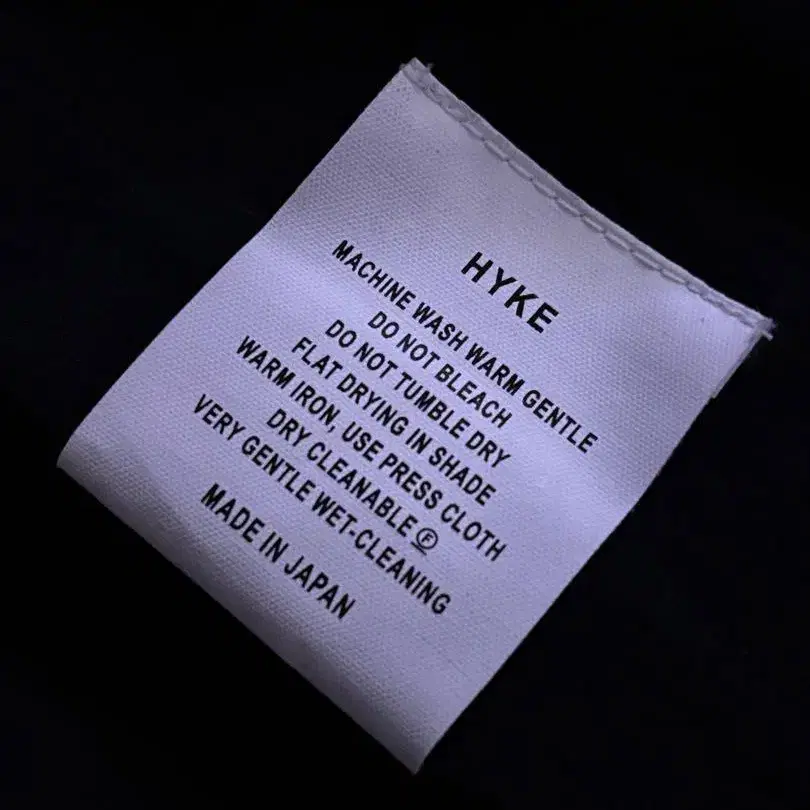 HYKE
MACHINE WASH WARM GENTLE
DO NOT BLEACH
DO NOT TUMBLE DRY
FLAT DRYING IN SHADE
WARM IRON, USE PRESS CLOTH
DRY CLEANABLE Ⓕ
VERY GENTLE WET-CLEANING
MADE IN JAPAN